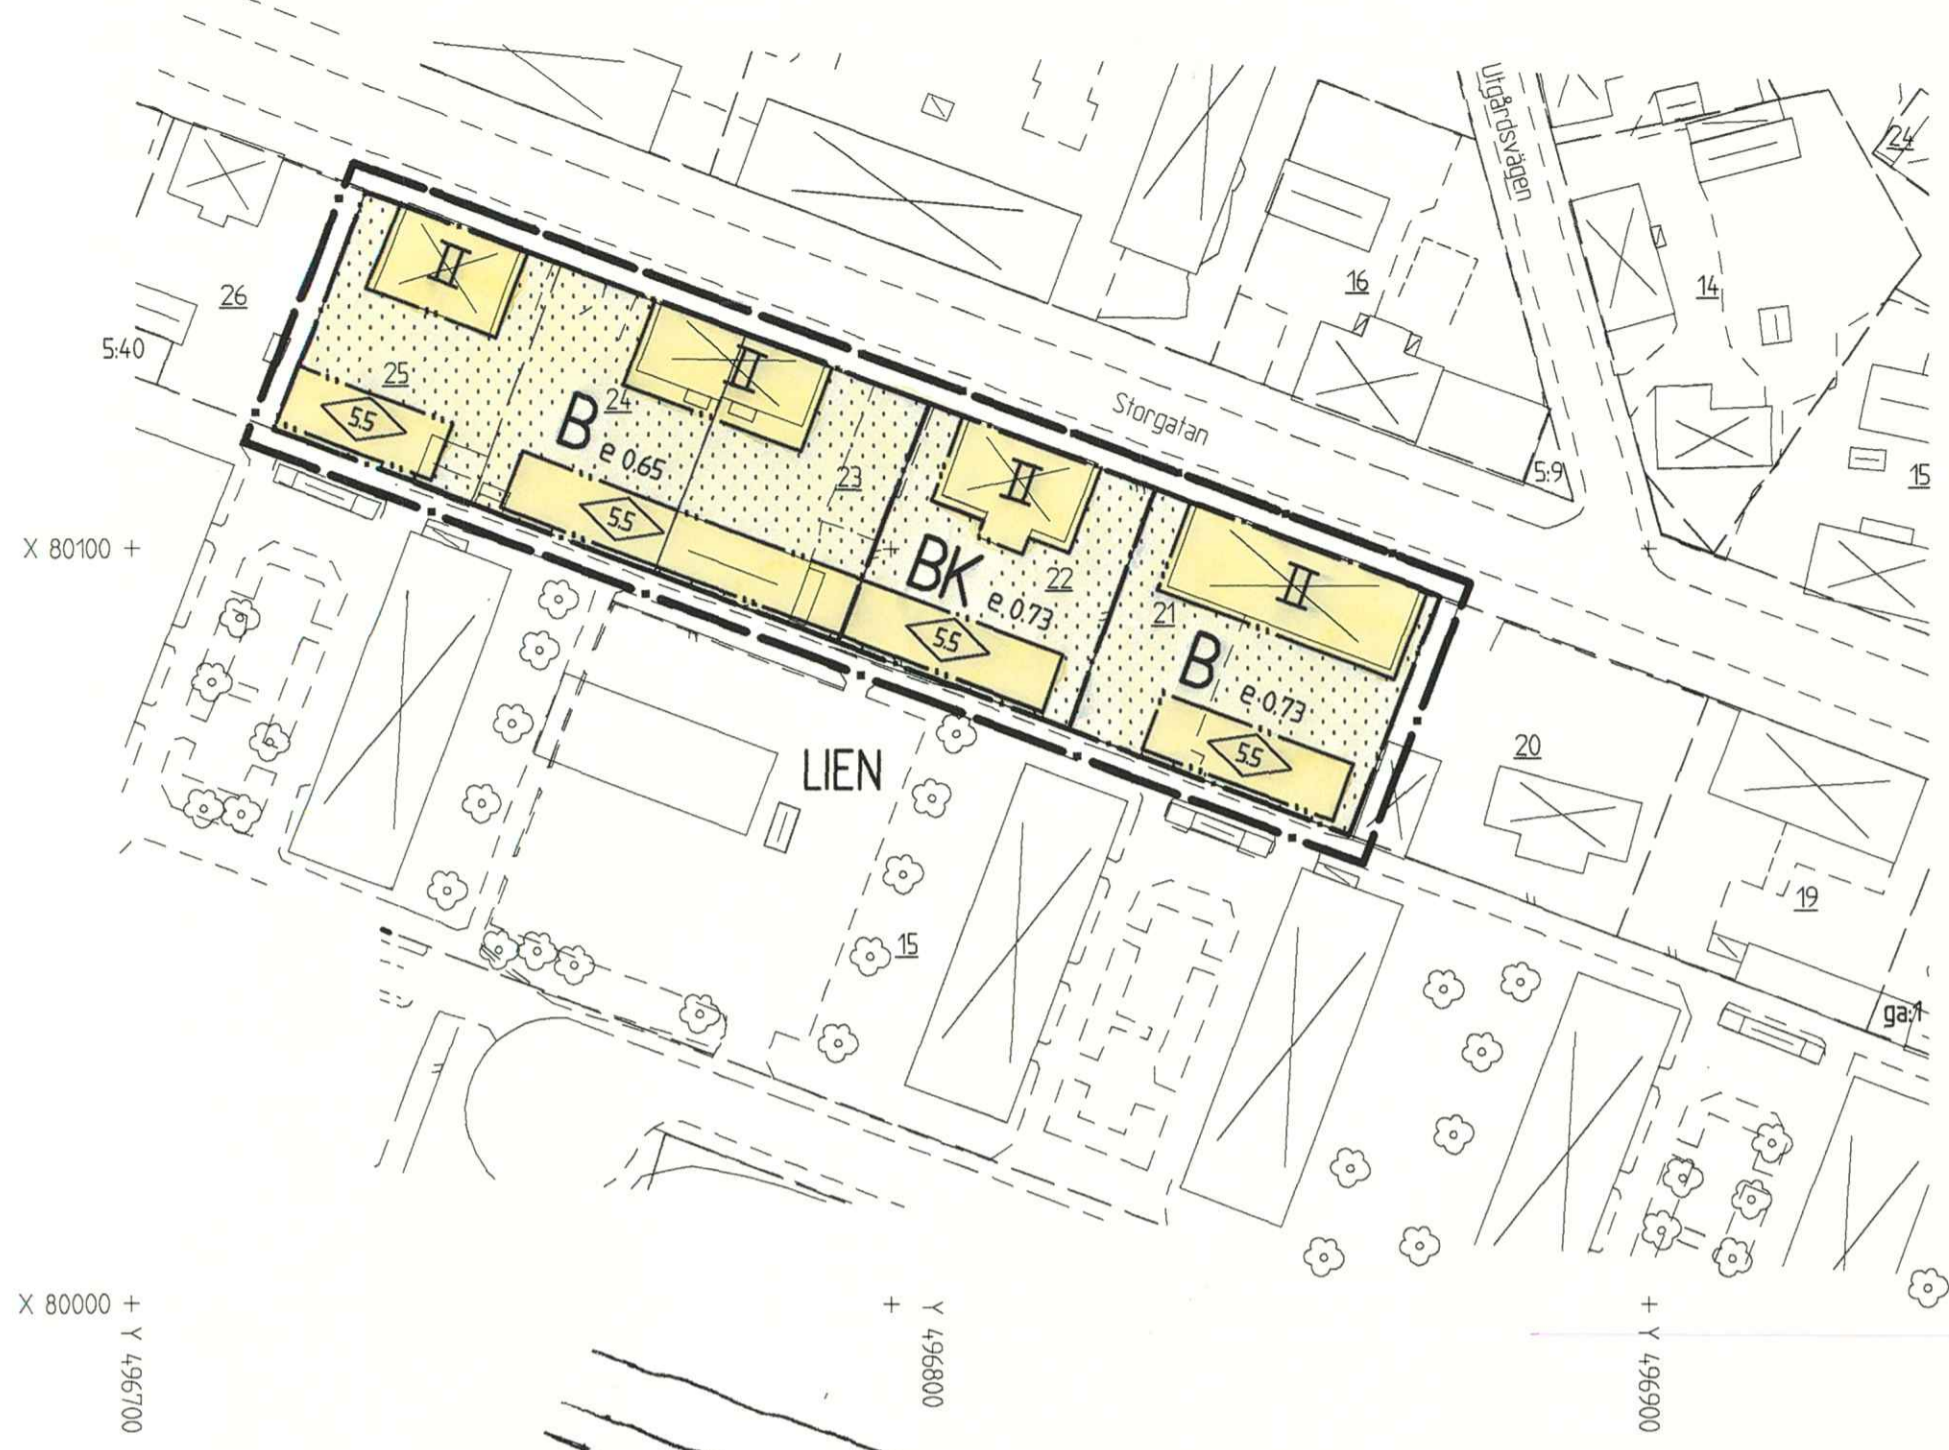 Utgårdsvägen
24
26
16
14
5:40
II
25
5.5
II
24
B
e 0.65
23
5.5
Storgatan
5:9
15
II
BK
e 0.73
22
5.5
II
21
B
e 0.73
5.5
X 80100
LIEN
20
19
15
ga:1
X 80000
Y 496700
Y 496800
Y 496900